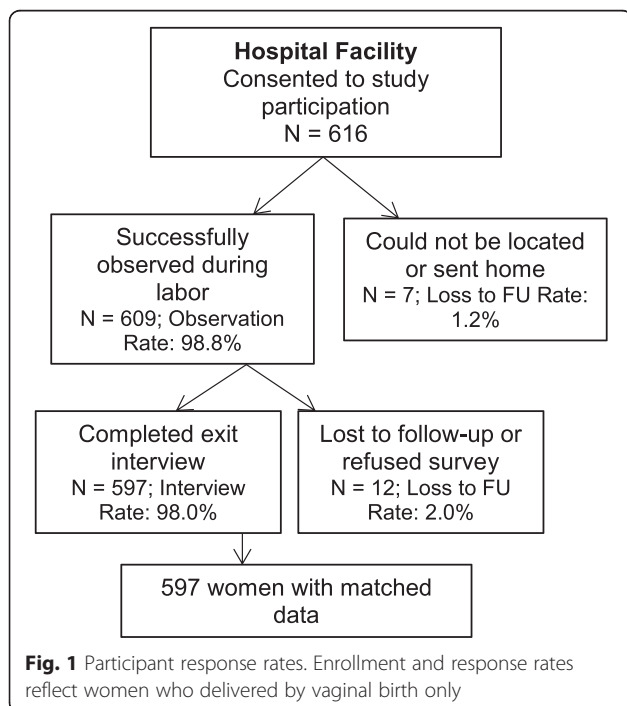 Hospital Facility
Consented to study
participation
N = 616
Successfully
observed during
labor
N = 609; Observation
Rate: 98.8%
Could not be located
or sent home
N = 7; Loss to FU Rate:
1.2%
Completed exit
interview
N = 597; Interview
Rate: 98.0%
Lost to follow-up or
refused survey
N = 12; Loss to FU
Rate: 2.0%
597 women with matched
data
Fig. 1 Participant response rates. Enrollment and response rates
reflect women who delivered by vaginal birth only